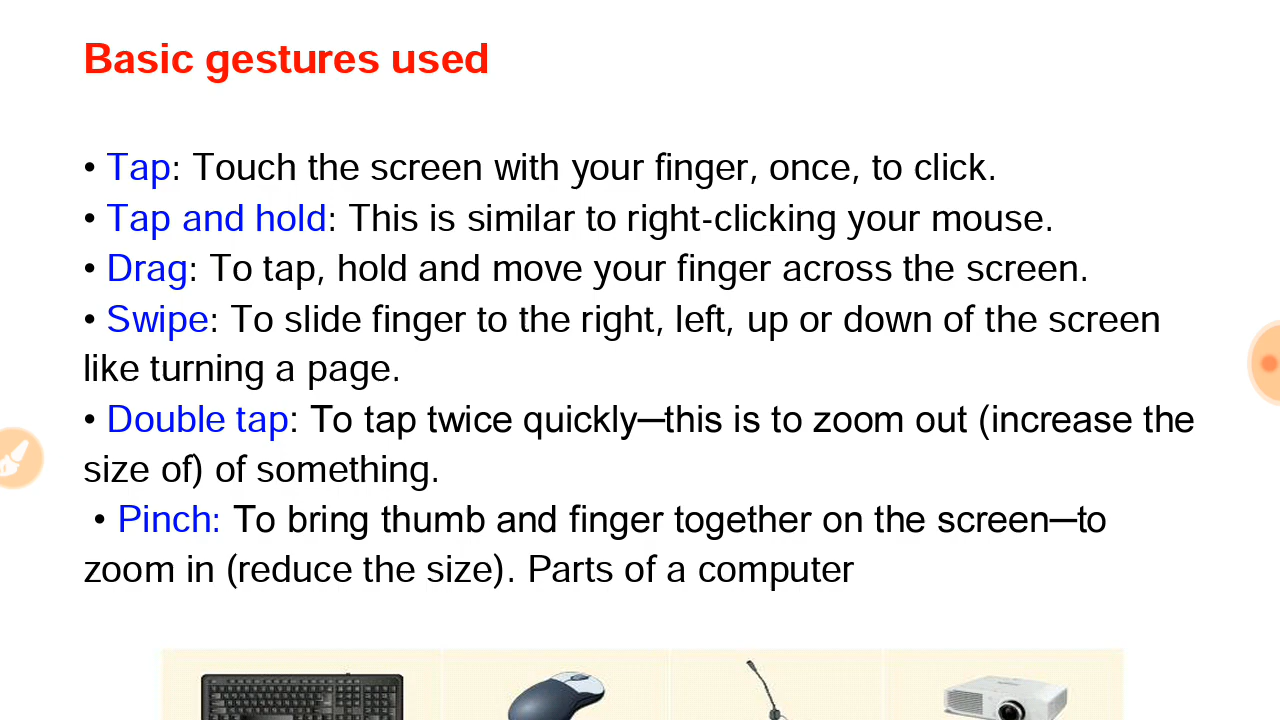 Basic gestures used
• Tap: Touch the screen with your finger, once, to click.
• Tap and hold: This is similar to right-clicking your mouse.
• Drag: To tap, hold and move your finger across the screen.
• Swipe: To slide finger to the right, left, up or down of the screen
like turning a page.
• Double tap: To tap twice quickly—this is to zoom out (increase the
size of) of something.
• Pinch: To bring thumb and finger together on the screen—to
zoom in (reduce the size). Parts of a computer